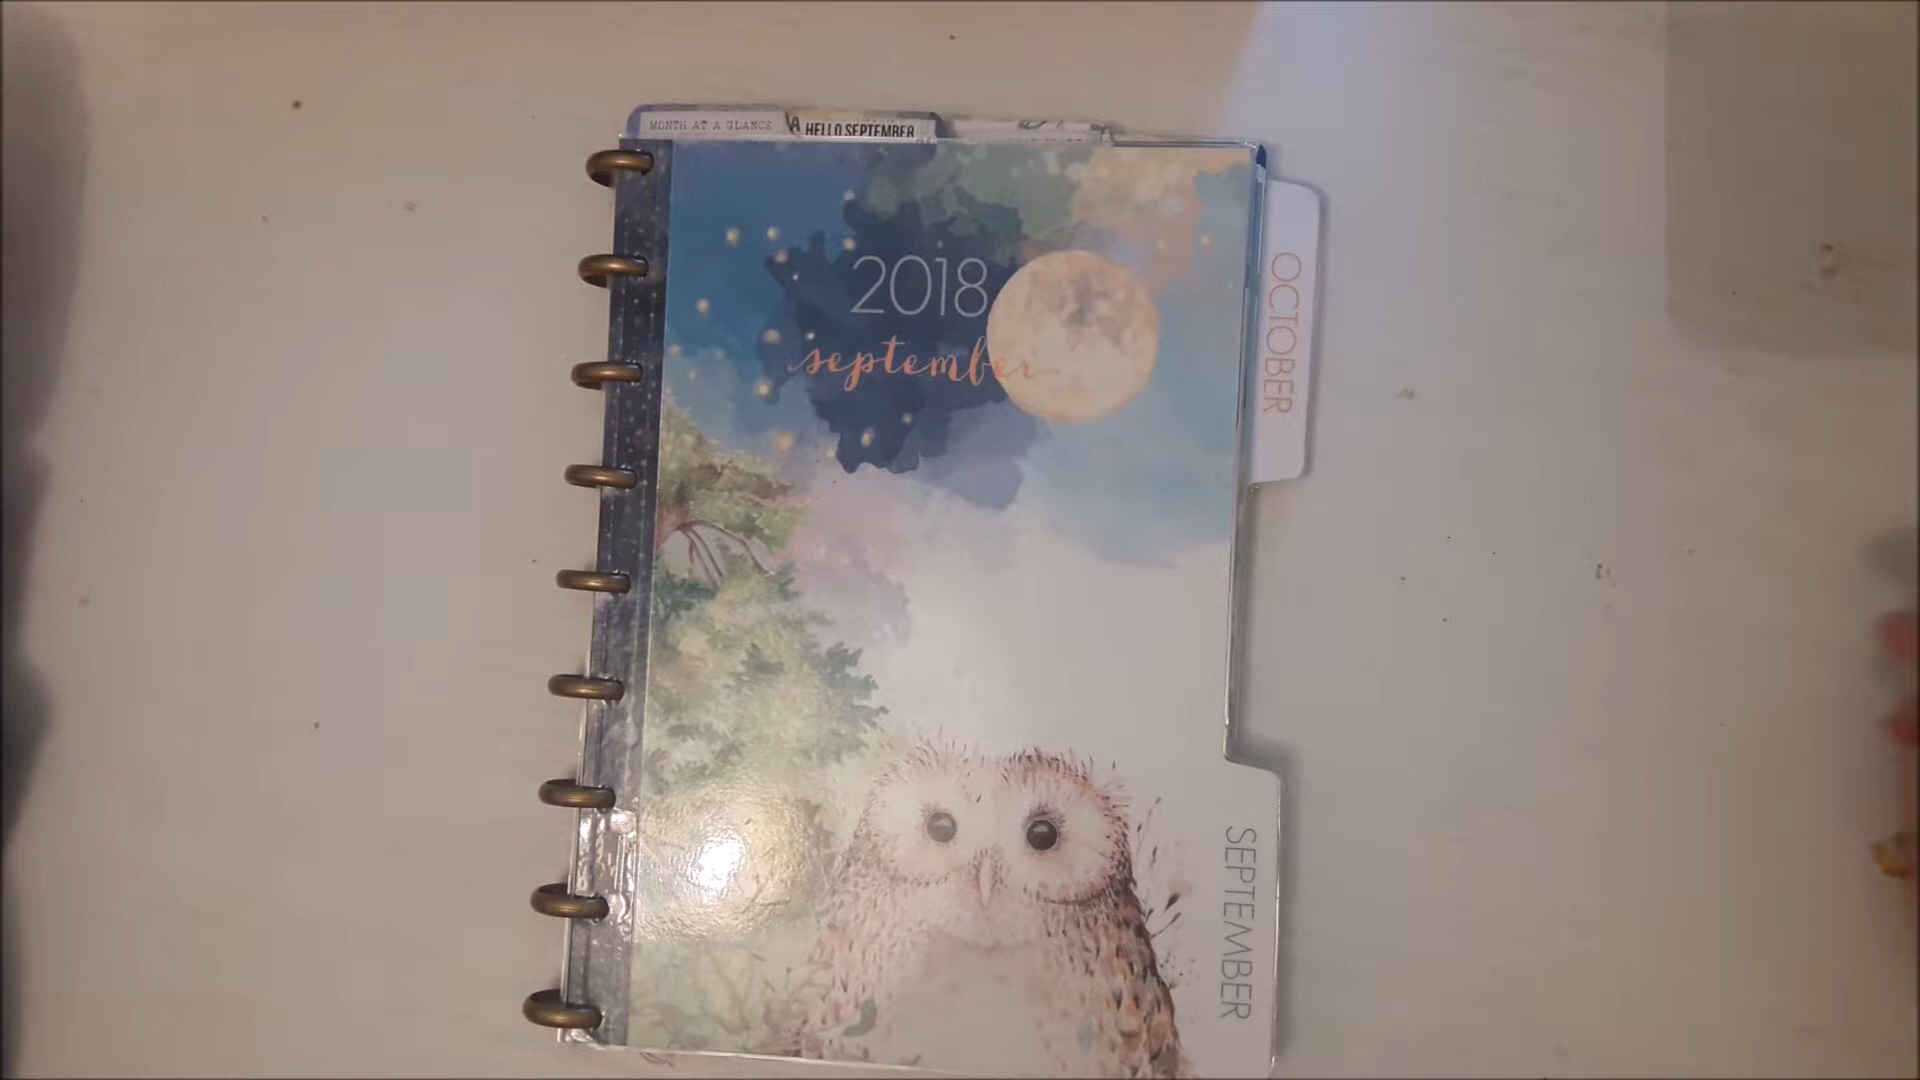 MONTH AT A GLANCE
HELLO SEPTEMBER
2018
september
OCTOBER
SEPTEMBER